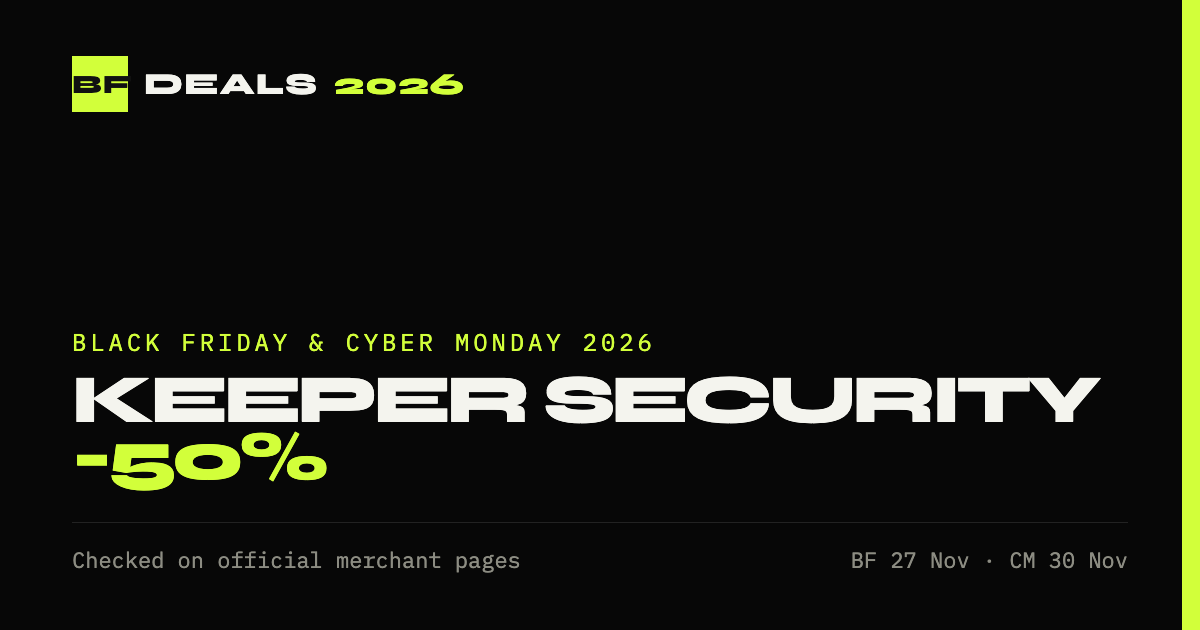 BF DEALS 2026
BLACK FRIDAY & CYBER MONDAY 2026
KEEPER SECURITY
-50%
Checked on official merchant pages
BF 27 Nov · CM 30 Nov